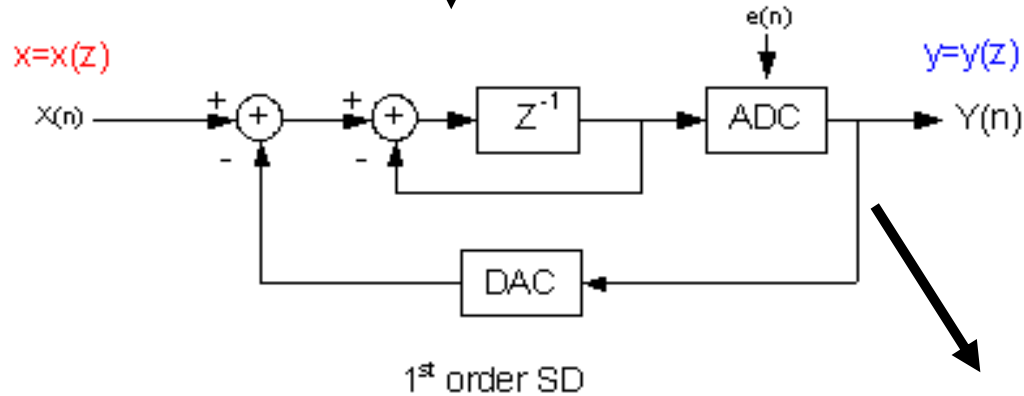 e(n)
x=x(z) y=y(z)
X(n) + + + + Z-1 ADC Y(n)
- -
DAC
1st order SD